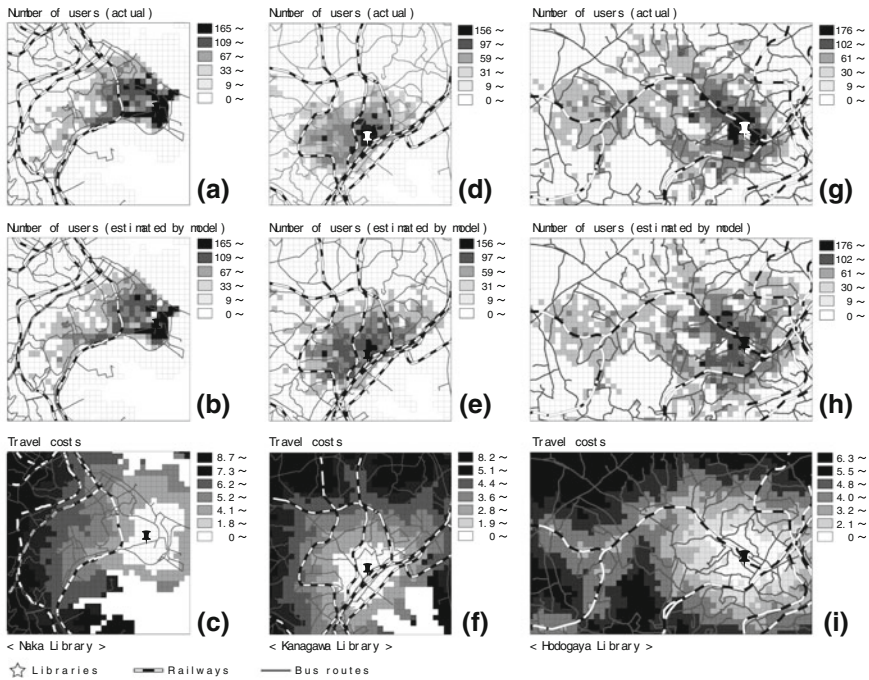 Number of users (actual)
165～
109～
67～
33～
9～
0～
(a)
Number of users (actual)
156～
97～
59～
31～
9～
0～
(d)
Number of users (actual)
176～
102～
61～
30～
9～
0～
(g)
Number of users (estimated by model)
165～
109～
67～
33～
9～
0～
(b)
Number of users (estimated by model)
156～
97～
59～
31～
9～
0～
(e)
Number of users (estimated by model)
176～
102～
61～
30～
9～
0～
(h)
Travel costs
8.7～
7.3～
6.2～
5.2～
4.1～
1.8～
0～
(c)
< Naka Library >
Travel costs
8.2～
5.1～
4.4～
3.6～
2.8～
1.9～
0～
(f)
< Kanagawa Library >
Travel costs
6.3～
5.5～
4.8～
4.0～
3.2～
2.1～
0～
(i)
< Hodogaya Library >
Libraries Railways Bus routes